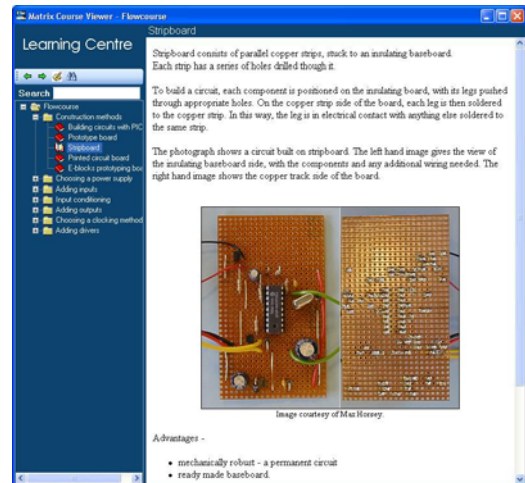 Matrix Course Viewer - Flowcourse
Learning Centre
Search
Flowcourse
Construction methods
Building circuits with PIC
Prototype board
Stripboard
Printed circuit board
E-blocks prototyping boa
Choosing a power supply
Adding inputs
Input conditioning
Adding outputs
Choosing a clocking method
Adding drivers
Stripboard
Stripboard consists of parallel copper strips, stuck to an insulating baseboard.
Each strip has a series of holes drilled though it.
To build a circuit, each component is positioned on the insulating board, with its legs pushed
through appropriate holes. On the copper strip side of the board, each leg is then soldered
to the copper strip. In this way, the leg is in electrical contact with anything else soldered to
the same strip.
The photograph shows a circuit built on stripboard. The left hand image gives the view of
the insulating baseboard side, with the components and any additional wiring needed. The
right hand image shows the copper track side of the board.
Image courtesy of Max Horsey.
Advantages -
• mechanically robust - a permanent circuit
• ready made baseboard.